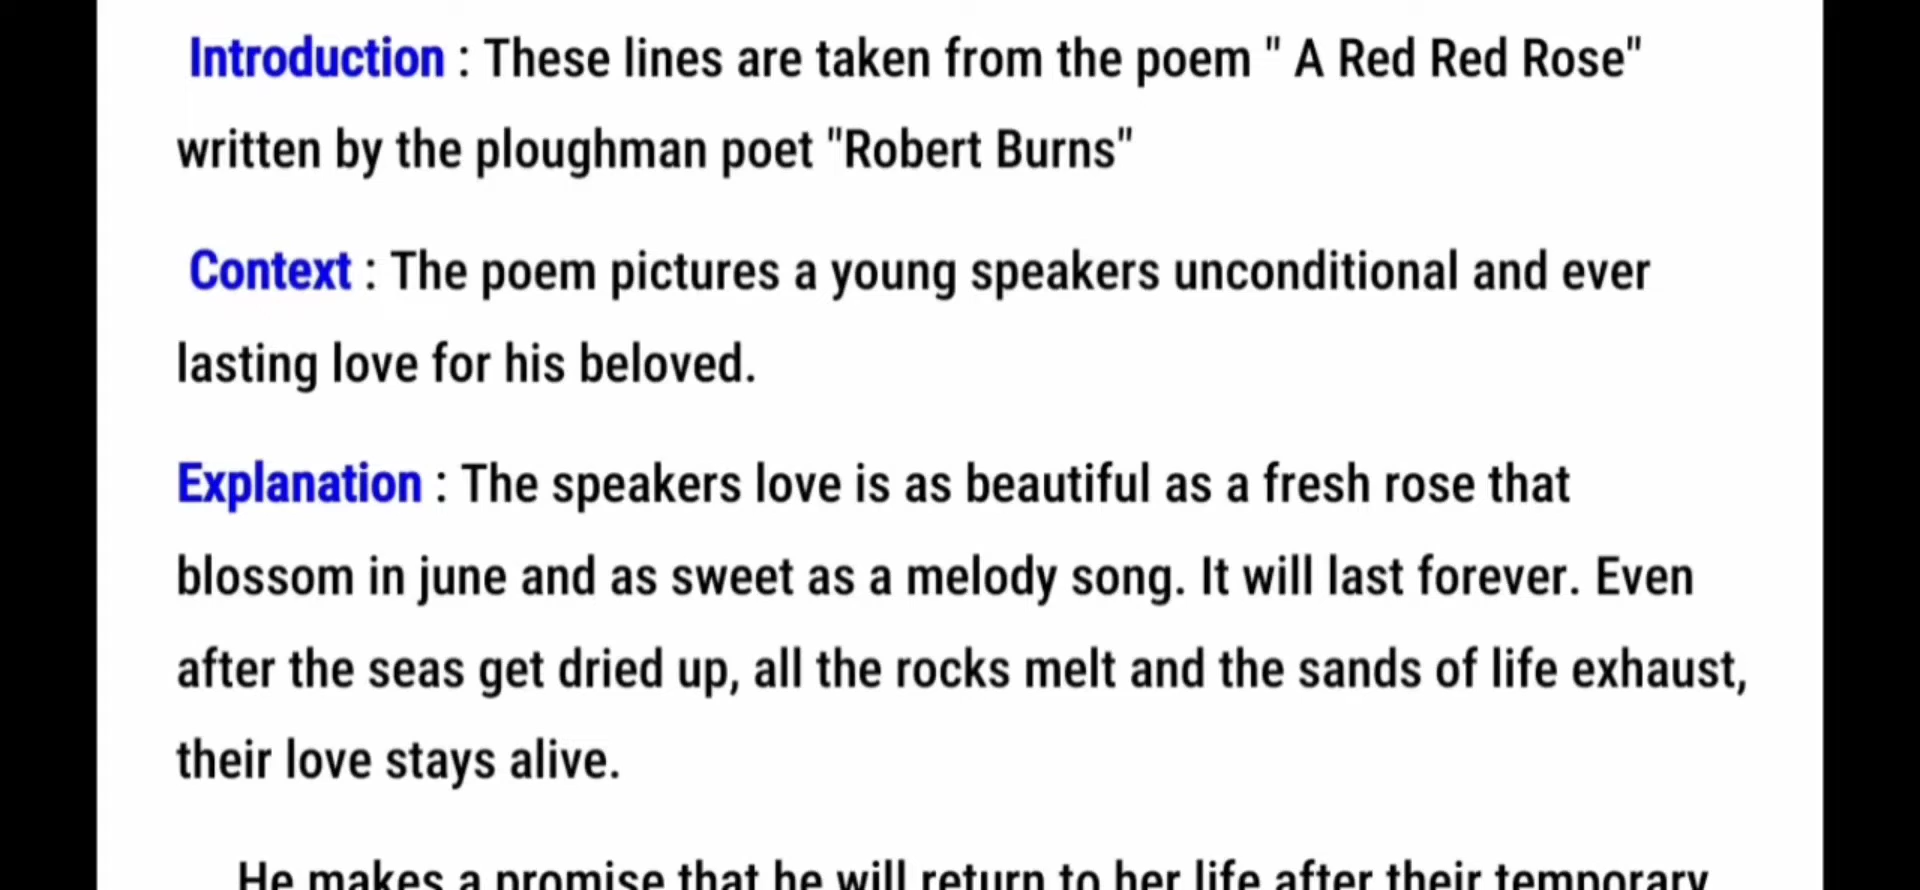 Introduction : These lines are taken from the poem " A Red Red Rose"
written by the ploughman poet "Robert Burns"
Context : The poem pictures a young speakers unconditional and ever
lasting love for his beloved.
Explanation : The speakers love is as beautiful as a fresh rose that
blossom in june and as sweet as a melody song. It will last forever. Even
after the seas get dried up, all the rocks melt and the sands of life exhaust,
their love stays alive.
He makes a promise that he will return to her life after their temporary